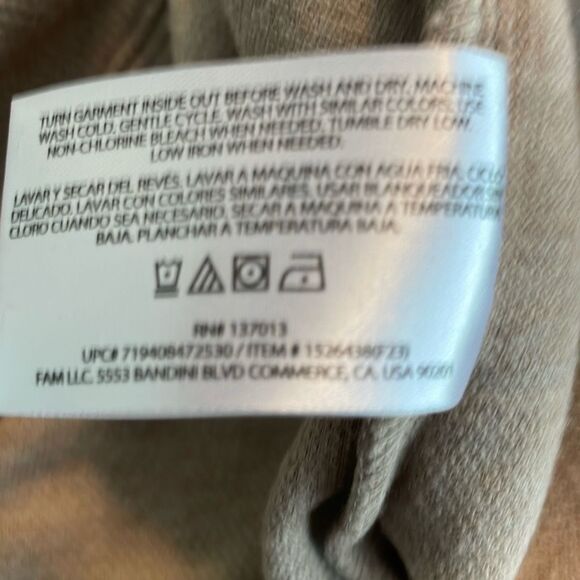 TURN GARMENT INSIDE OUT BEFORE WASH AND DRY. MACHINE
WASH COLD. GENTLE CYCLE. WASH WITH SIMILAR COLORS. USE
NON-CHLORINE BLEACH WHEN NEEDED. TUMBLE DRY LOW.
LOW IRON WHEN NEEDED.
LAVAR Y SECAR DEL REVÉS. LAVAR A MAQUINA CON AGUA FRIA. CICLO
DELICADO. LAVAR CON COLORES SIMILARES. USAR BLANQUEADOR SIN
CLORO CUANDO SEA NECESARIO. SECAR A MAQUINA A TEMPERATURA
BAJA. PLANCHAR A TEMPERATURA BAJA.
RN# 137013
UPC# 719408472530 / ITEM # 15264380(F23)
FAM LLC. 5553 BANDINI BLVD COMMERCE, CA. USA 90201